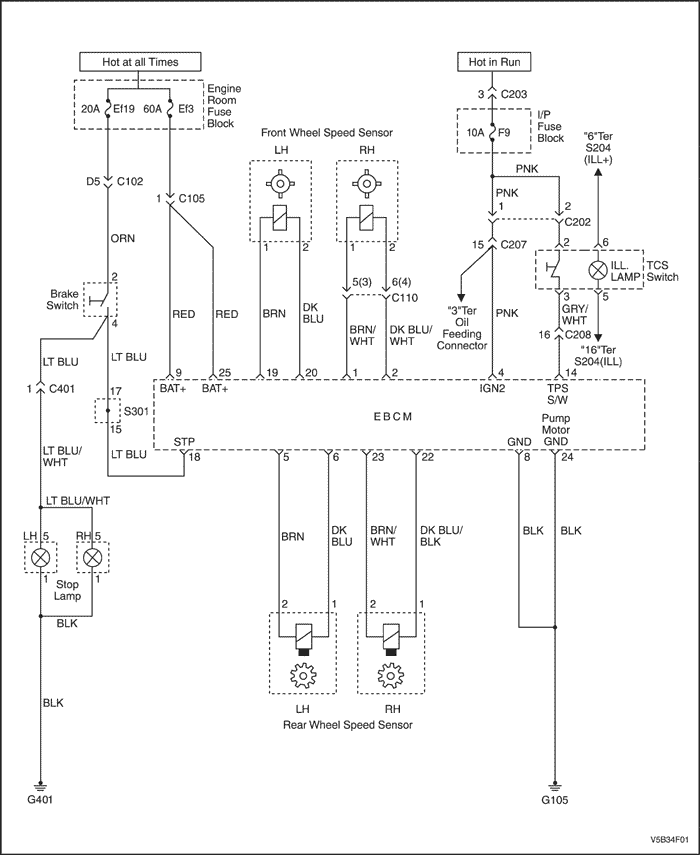 Hot at all Times
Hot in Run
Engine
Room
Fuse
Block
20A
Ef19
60A
Ef3
3
C203
I/P
Fuse
Block
10A
F9
"6"Ter
S204
(ILL+)
Front Wheel Speed Sensor
LH
RH
PNK
D5
C102
1
C105
PNK
1
2
C202
ORN
1
2
1
2
15
C207
2
6
ILL.
LAMP
TCS
Switch
Brake
Switch
2
4
5(3)
6(4)
C110
3
5
"3"Ter
Oil
Feeding
Connector
GRY/
WHT
16
C208
RED
RED
BRN
DK
BLU
BRN/
WHT
DK BLU/
WHT
PNK
"16"Ter
S204(ILL)
LT BLU
LT BLU
1
C401
9
25
19
20
1
2
4
14
BAT+
BAT+
IGN2
TPS
S/W
17
S301
15
EBCM
Pump
Motor
GND
STP
GND
LT BLU/
WHT
LT BLU
18
5
6
23
22
8
24
LT BLU/WHT
BRN
DK
BLU
BRN/
WHT
DK BLU/
BLK
BLK
BLK
LH
5
RH
5
1
1
Stop
Lamp
BLK
2
1
2
1
BLK
LH
RH
Rear Wheel Speed Sensor
G401
G105
V5B34F01